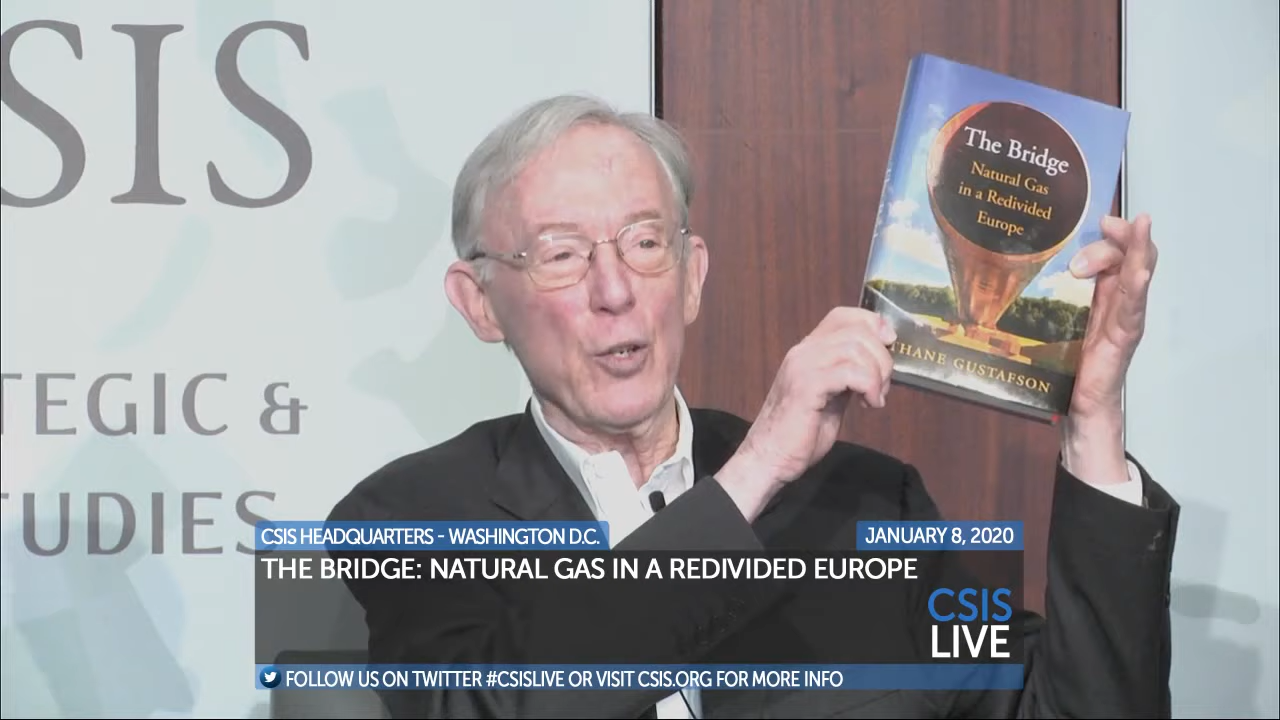 SIS
TEGIC &
UDIES
The Bridge
Natural Gas
in a Redivided
Europe
THANE GUSTAFSON
CSIS HEADQUARTERS - WASHINGTON D.C.
JANUARY 8, 2020
THE BRIDGE: NATURAL GAS IN A REDIVIDED EUROPE
CSIS
LIVE
FOLLOW US ON TWITTER #CSISLIVE OR VISIT CSIS.ORG FOR MORE INFO